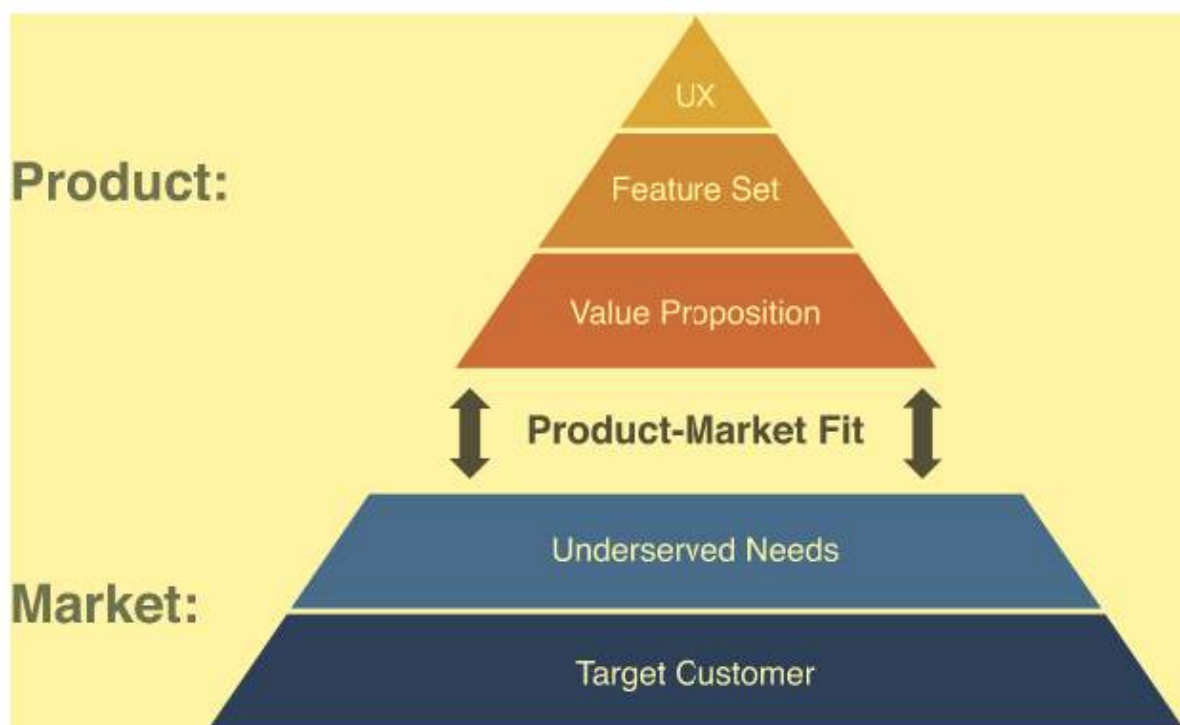 UX
Product:
Feature Set
Value Proposition
Product-Market Fit
Underserved Needs
Market:
Target Customer